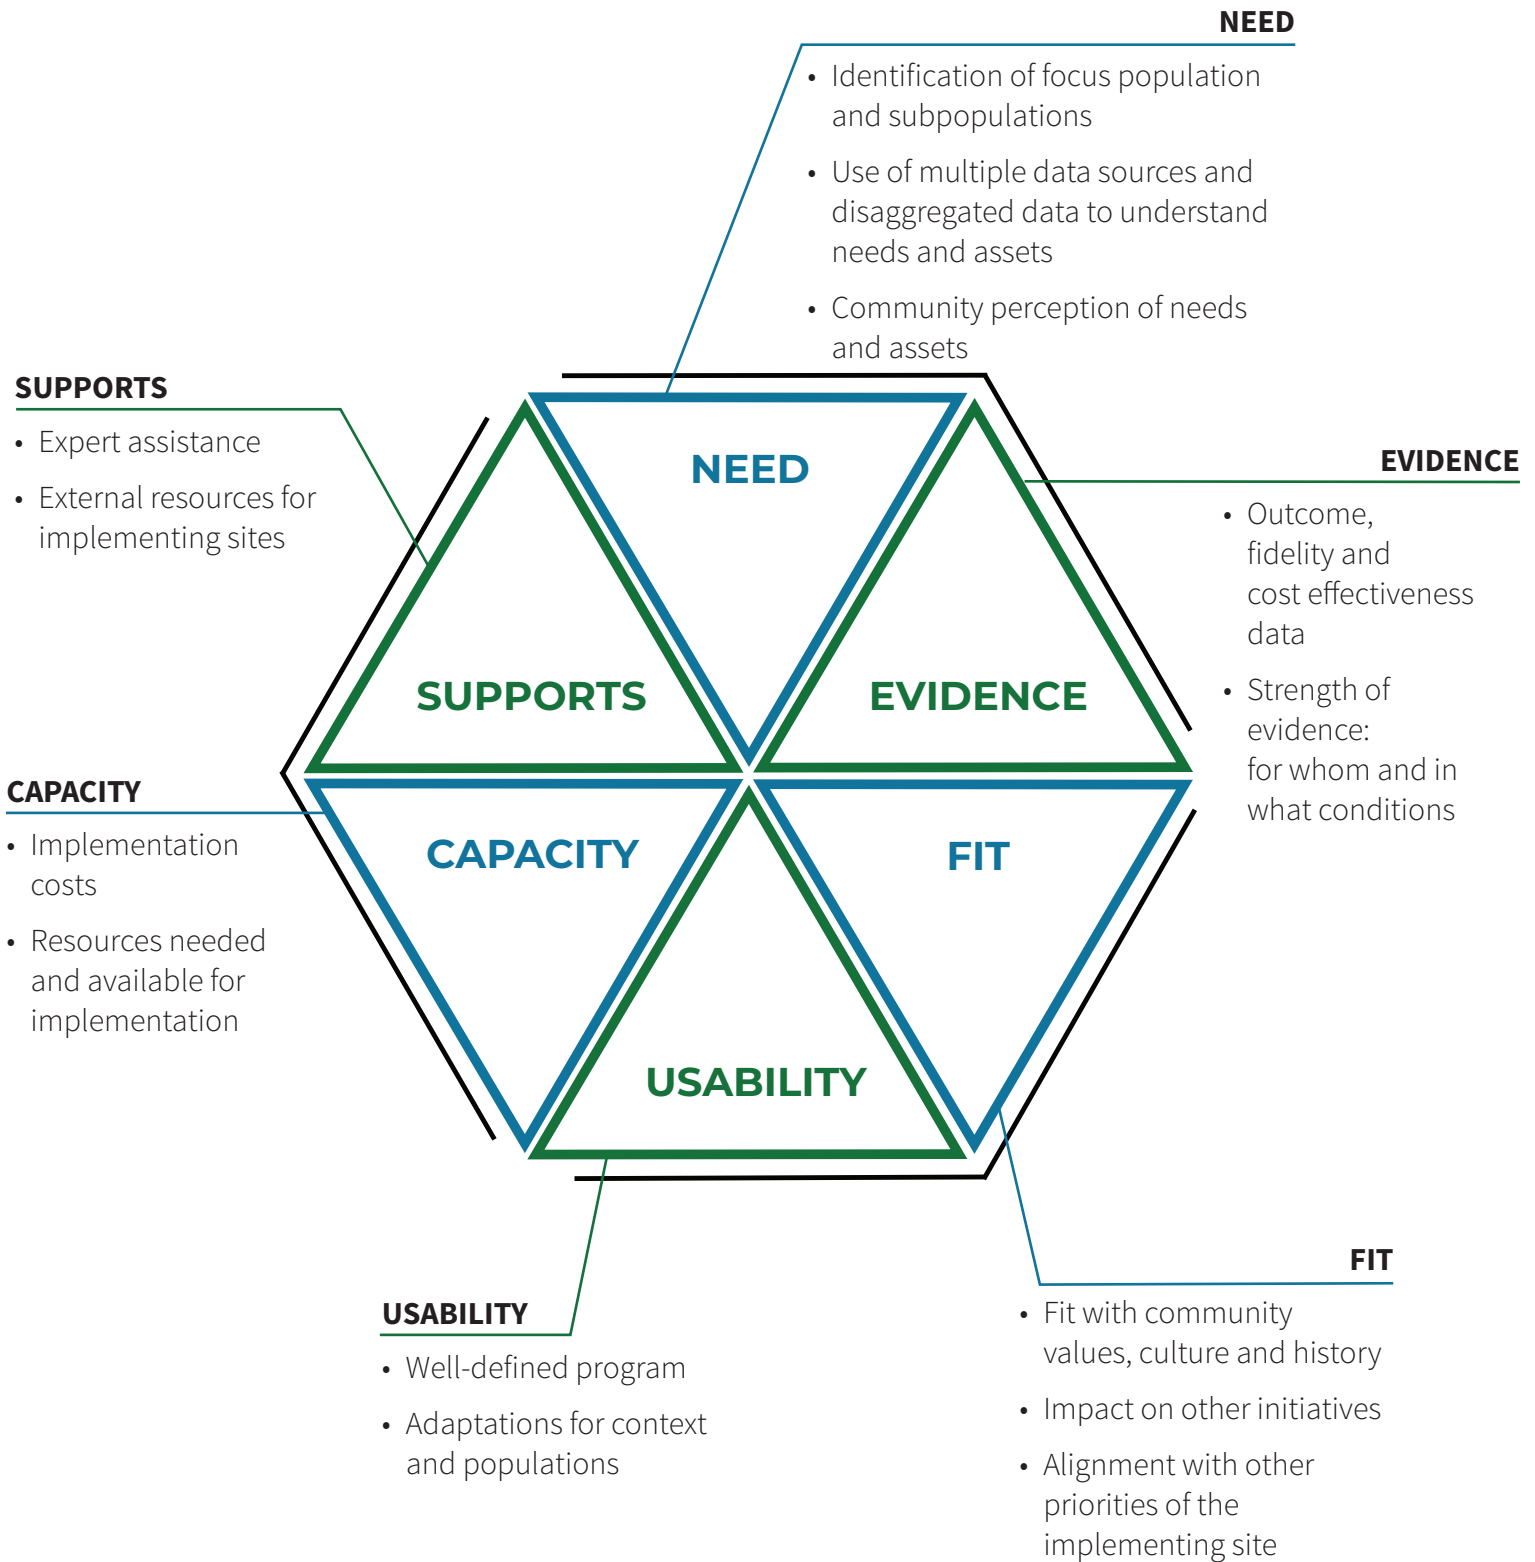 NEED
• Identification of focus population
and subpopulations
• Use of multiple data sources and
disaggregated data to understand
needs and assets
• Community perception of needs
and assets
SUPPORTS
• Expert assistance
• External resources for
implementing sites
EVIDENCE
• Outcome,
fidelity and
cost effectiveness
data
• Strength of
evidence:
for whom and in
what conditions
NEED
SUPPORTS
EVIDENCE
CAPACITY
FIT
USABILITY
CAPACITY
• Implementation
costs
• Resources needed
and available for
implementation
USABILITY
• Well-defined program
• Adaptations for context
and populations
FIT
• Fit with community
values, culture and history
• Impact on other initiatives
• Alignment with other
priorities of the
implementing site